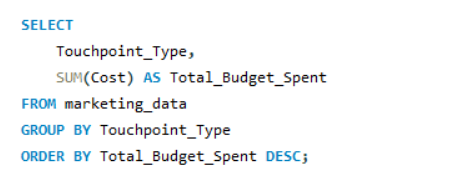 SELECT
    Touchpoint_Type,
    SUM(Cost) AS Total_Budget_Spent
FROM marketing_data
GROUP BY Touchpoint_Type
ORDER BY Total_Budget_Spent DESC;